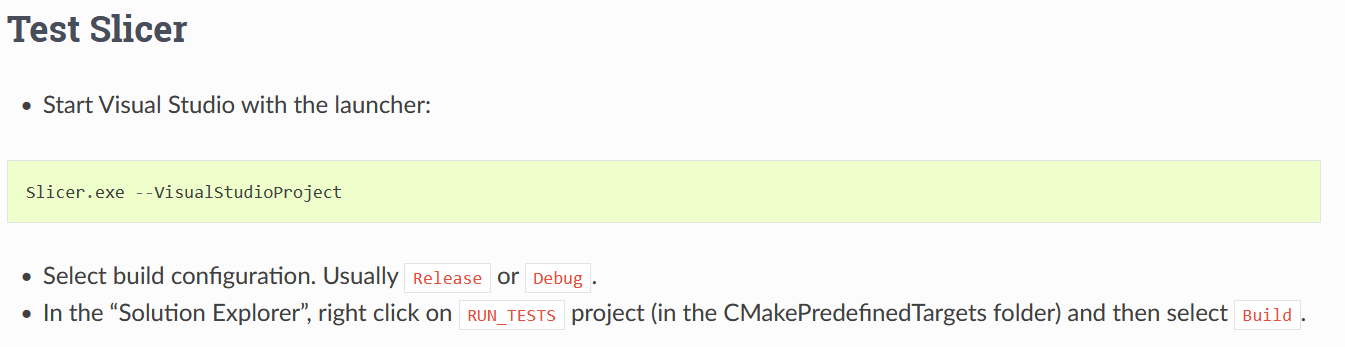 Test Slicer
• Start Visual Studio with the launcher:
Slicer.exe --VisualStudioProject
• Select build configuration. Usually Release or Debug.
• In the “Solution Explorer”, right click on RUN_TESTS project (in the CMakePredefinedTargets folder) and then select Build.